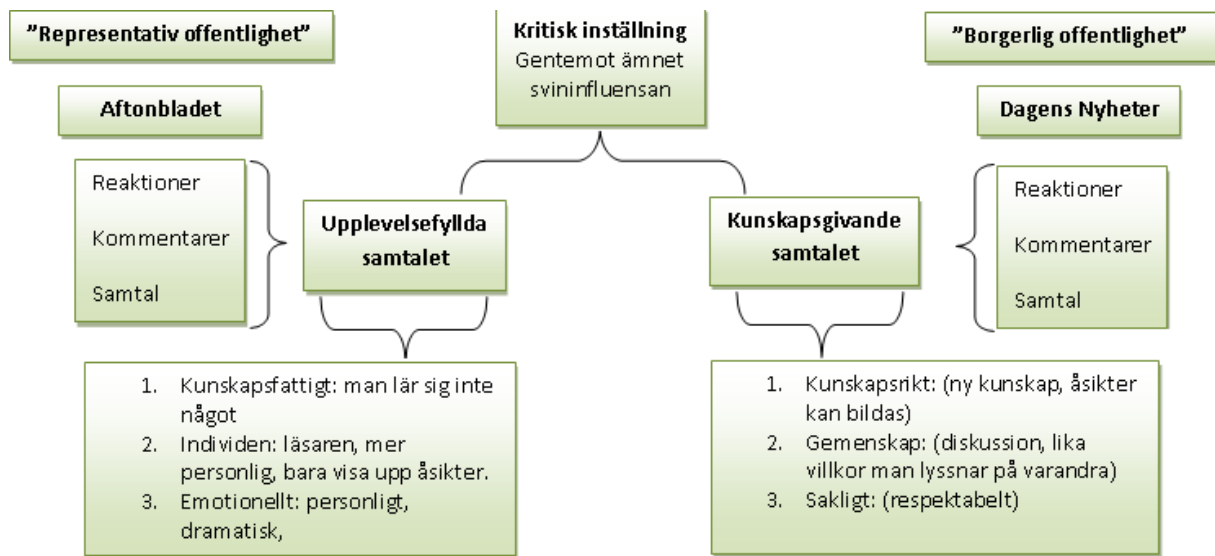 ”Representativ offentlighet”
Kritisk inställning
Gentemot ämnet
svininfluensan
”Borgerlig offentlighet”
Aftonbladet
Dagens Nyheter
Reaktioner
Kommentarer
Samtal
Upplevelsefyllda
samtalet
Kunskapsgivande
samtalet
Reaktioner
Kommentarer
Samtal
1. Kunskapsfattigt: man lär sig inte
något
2. Individen: läsaren, mer
personlig, bara visa upp åsikter.
3. Emotionellt: personligt,
dramatisk,
1. Kunskapsrikt: (ny kunskap, åsikter
kan bildas)
2. Gemenskap: (diskussion, lika
villkor man lyssnar på varandra)
3. Sakligt: (respektabelt)